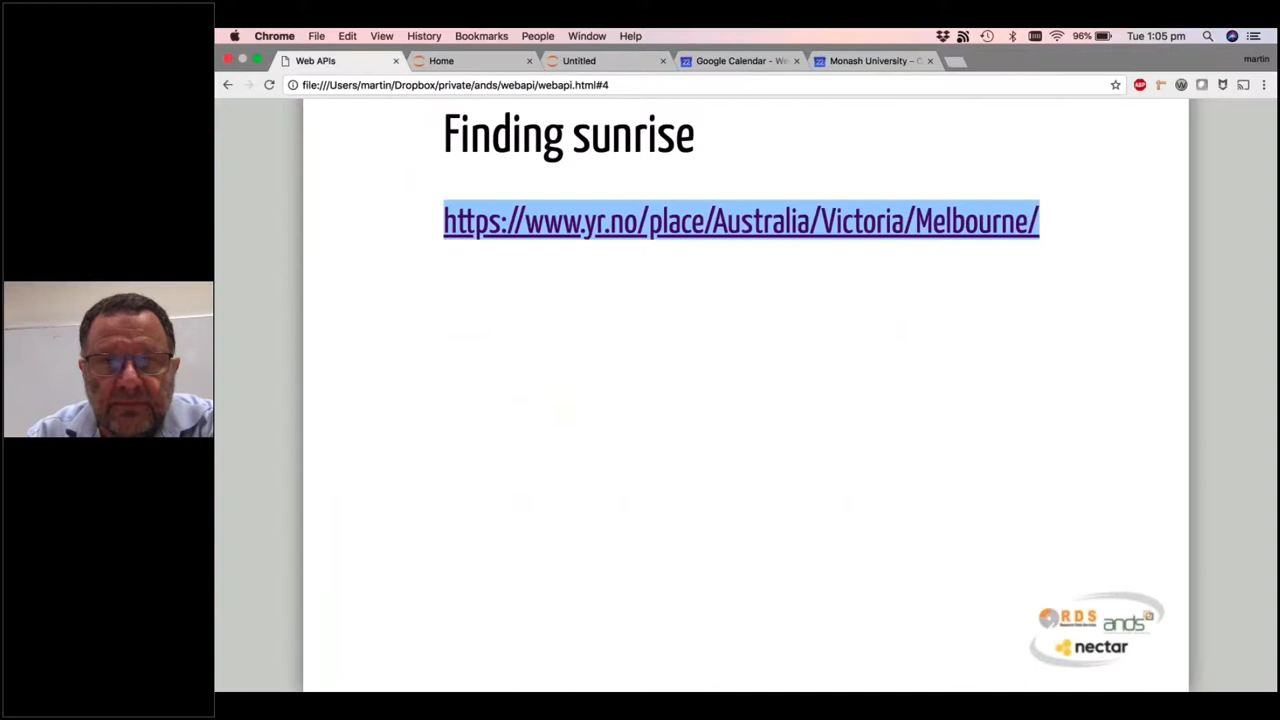 Chrome File Edit View History Bookmarks People Window Help 96% Tue 1:05 pm
Web APIs Home Untitled Google Calendar - We Monash University – C martin
file:///Users/martin/Dropbox/private/ands/webapi/webapi.html#4
Finding sunrise
https://www.yr.no/place/Australia/Victoria/Melbourne/
RDS
ands
nectar